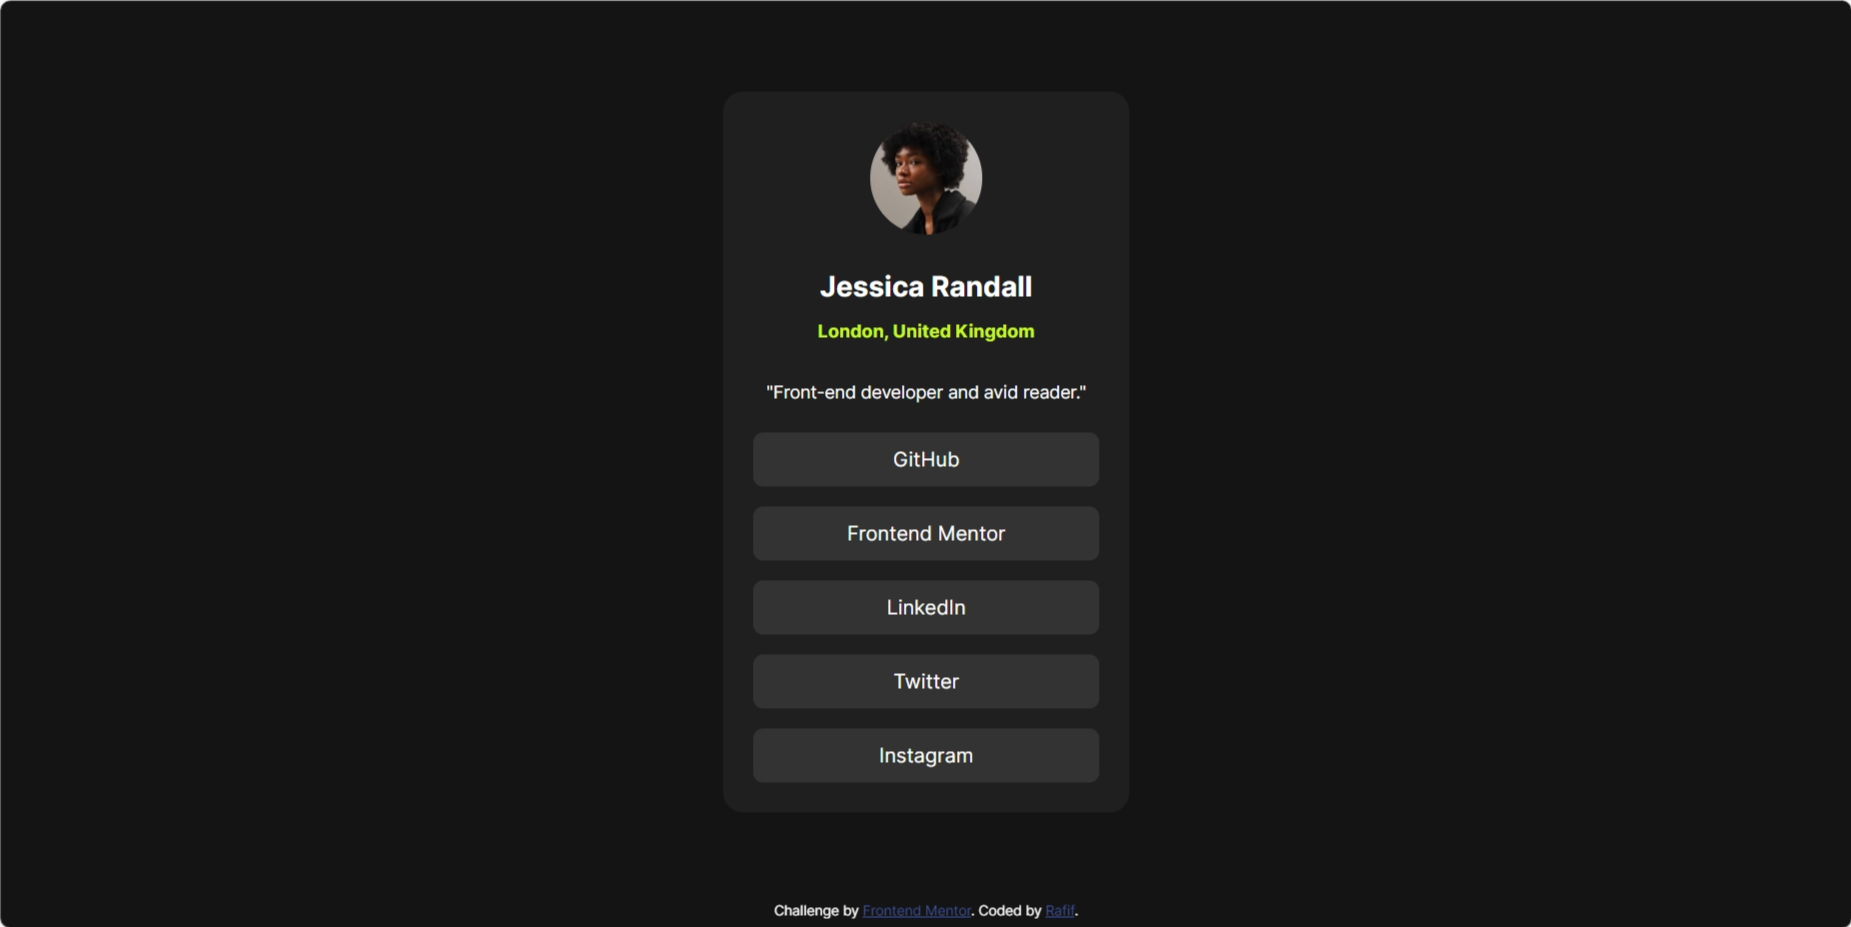 Jessica Randall
London, United Kingdom
"Front-end developer and avid reader."
GitHub
Frontend Mentor
LinkedIn
Twitter
Instagram
Challenge by Frontend Mentor. Coded by Rafif.